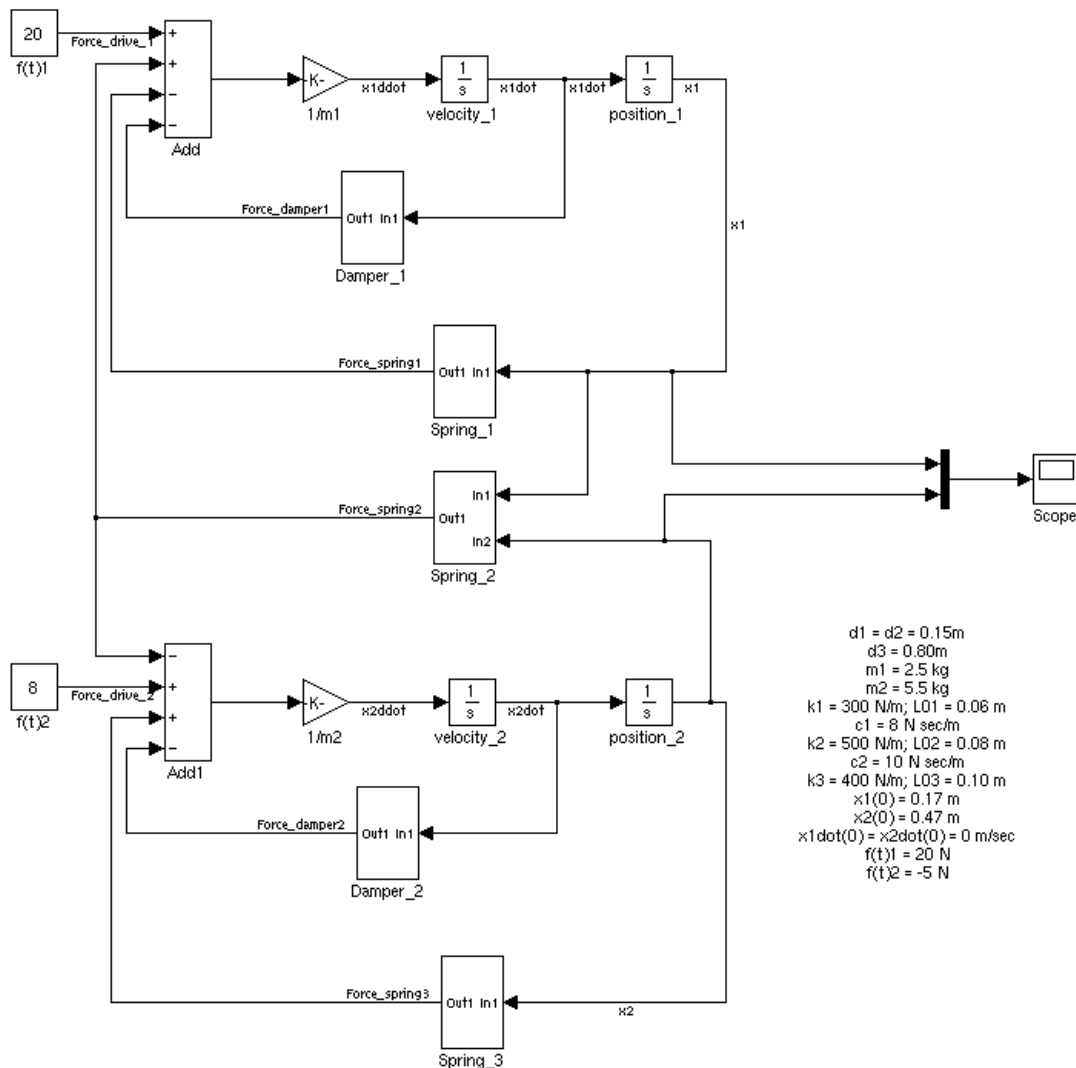 20
f(t)1
Force_drive_1
+
+
−
−
Add
-K-
1/m1
x1ddot
1
s
velocity_1
x1dot
x1dot
1
s
position_1
x1
Force_damper1
Out1 In1
Damper_1
x1
Force_spring1
Out1 In1
Spring_1
Force_spring2
In1
Out1
In2
Spring_2
Scope
8
f(t)2
Force_drive_2
−
+
+
−
Add1
-K-
1/m2
x2ddot
1
s
velocity_2
x2dot
1
s
position_2
Force_damper2
Out1 In1
Damper_2
Force_spring3
Out1 In1
Spring_3
x2
d1 = d2 = 0.15m
d3 = 0.80m
m1 = 2.5 kg
m2 = 5.5 kg
k1 = 300 N/m; L01 = 0.06 m
c1 = 8 N sec/m
k2 = 500 N/m; L02 = 0.08 m
c2 = 10 N sec/m
k3 = 400 N/m; L03 = 0.10 m
x1(0) = 0.17 m
x2(0) = 0.47 m
x1dot(0) = x2dot(0) = 0 m/sec
f(t)1 = 20 N
f(t)2 = -5 N